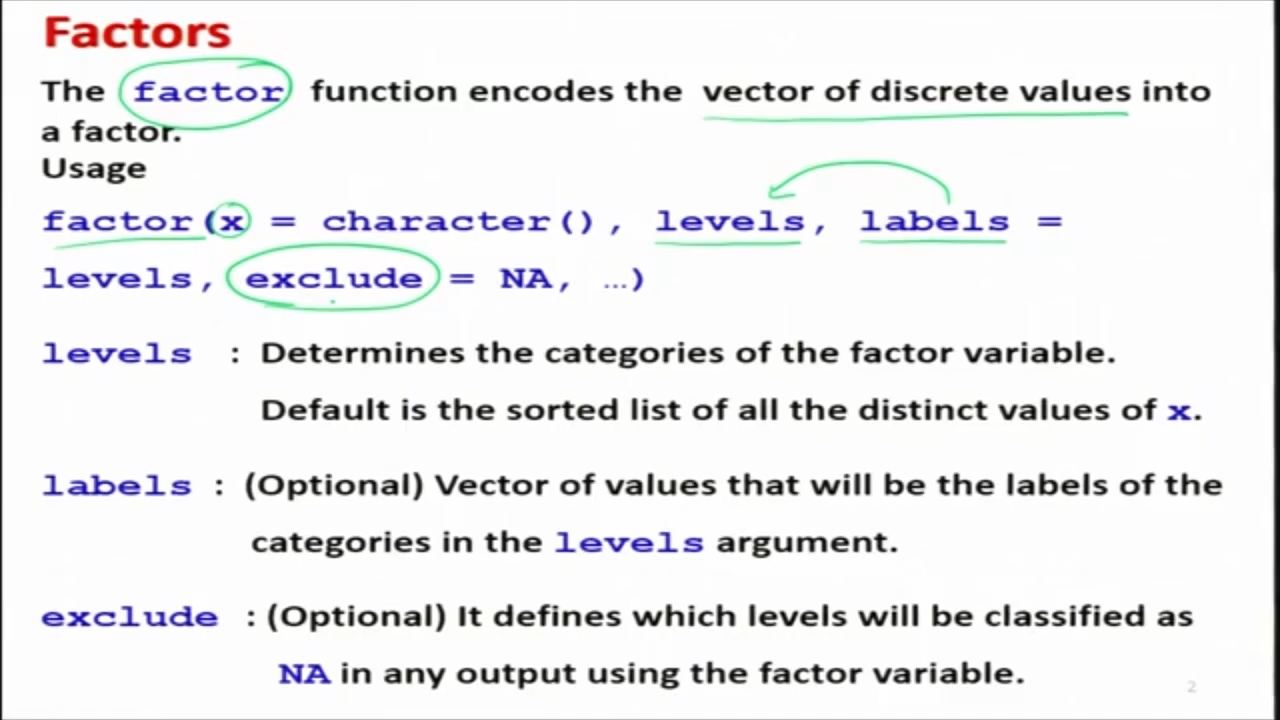 Factors
The factor function encodes the vector of discrete values into
a factor.
Usage
factor(x = character(), levels, labels =
levels, exclude = NA, …)
levels : Determines the categories of the factor variable.
Default is the sorted list of all the distinct values of x.
labels : (Optional) Vector of values that will be the labels of the
categories in the levels argument.
exclude : (Optional) It defines which levels will be classified as
NA in any output using the factor variable.
2